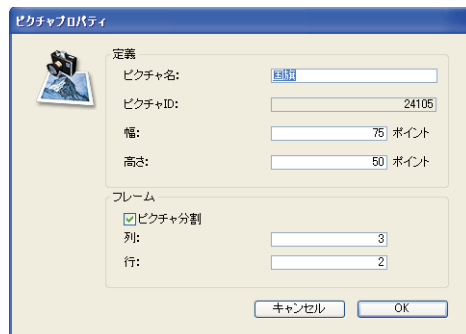 ピクチャプロパティ
定義
ピクチャ名: 国旗
ピクチャID: 24105
幅: 75 ポイント
高さ: 50 ポイント
フレーム
ピクチャ分割
列: 3
行: 2
キャンセル OK